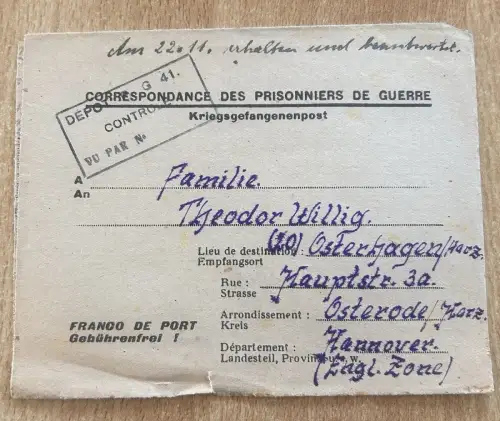 Am 22.11. erhalten und beantwortet.
DEPOT G 41.
CONTROLE
VU PAR No
CORRESPONDANCE DES PRISONNIERS DE GUERRE
Kriegsgefangenenpost
A Familie.
An
Theodor Willig.
Lieu de destination : (20) Osterhagen/Harz.
Empfangsort
Rue : Hauptstr. 3a.
Strasse
Arrondissement : Osterode/Harz.
Kreis
FRANCO DE PORT
Gebührenfrei !
Département : Hannover.
Landesteil, Provinz u. s. w. (Engl. Zone)